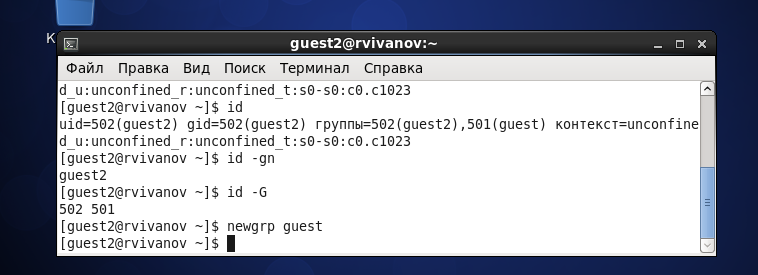 K
guest2@rvivanov:~
Файл Правка Вид Поиск Терминал Справка
d_u:unconfined_r:unconfined_t:s0-s0:c0.c1023
[guest2@rvivanov ~]$ id
uid=502(guest2) gid=502(guest2) группы=502(guest2),501(guest) контекст=unconfine
d_u:unconfined_r:unconfined_t:s0-s0:c0.c1023
[guest2@rvivanov ~]$ id -gn
guest2
[guest2@rvivanov ~]$ id -G
502 501
[guest2@rvivanov ~]$ newgrp guest
[guest2@rvivanov ~]$